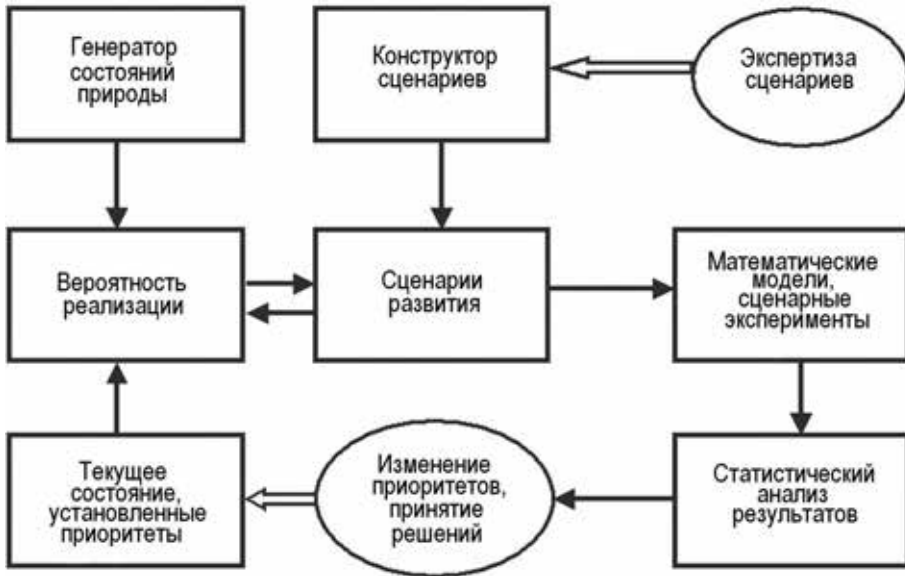 Генератор
состояний
природы
Конструктор
сценариев
Экспертиза
сценариев
Вероятность
реализации
Сценарии
развития
Математические
модели,
сценарные
эксперименты
Текущее
состояние,
установленные
приоритеты
Изменение
приоритетов,
принятие
решений
Статистический
анализ
результатов